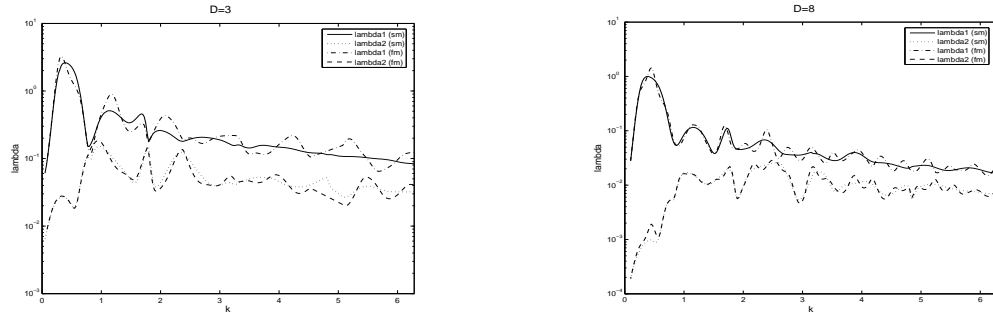 D=3
10^1
10^0
10^-1
10^-2
10^-3
lambda
0 1 2 3 4 5 6
k
lambda1 (sm)
lambda2 (sm)
lambda1 (fm)
lambda2 (fm)
D=8
10^1
10^0
10^-1
10^-2
10^-3
10^-4
lambda
0 1 2 3 4 5 6
k
lambda1 (sm)
lambda2 (sm)
lambda1 (fm)
lambda2 (fm)